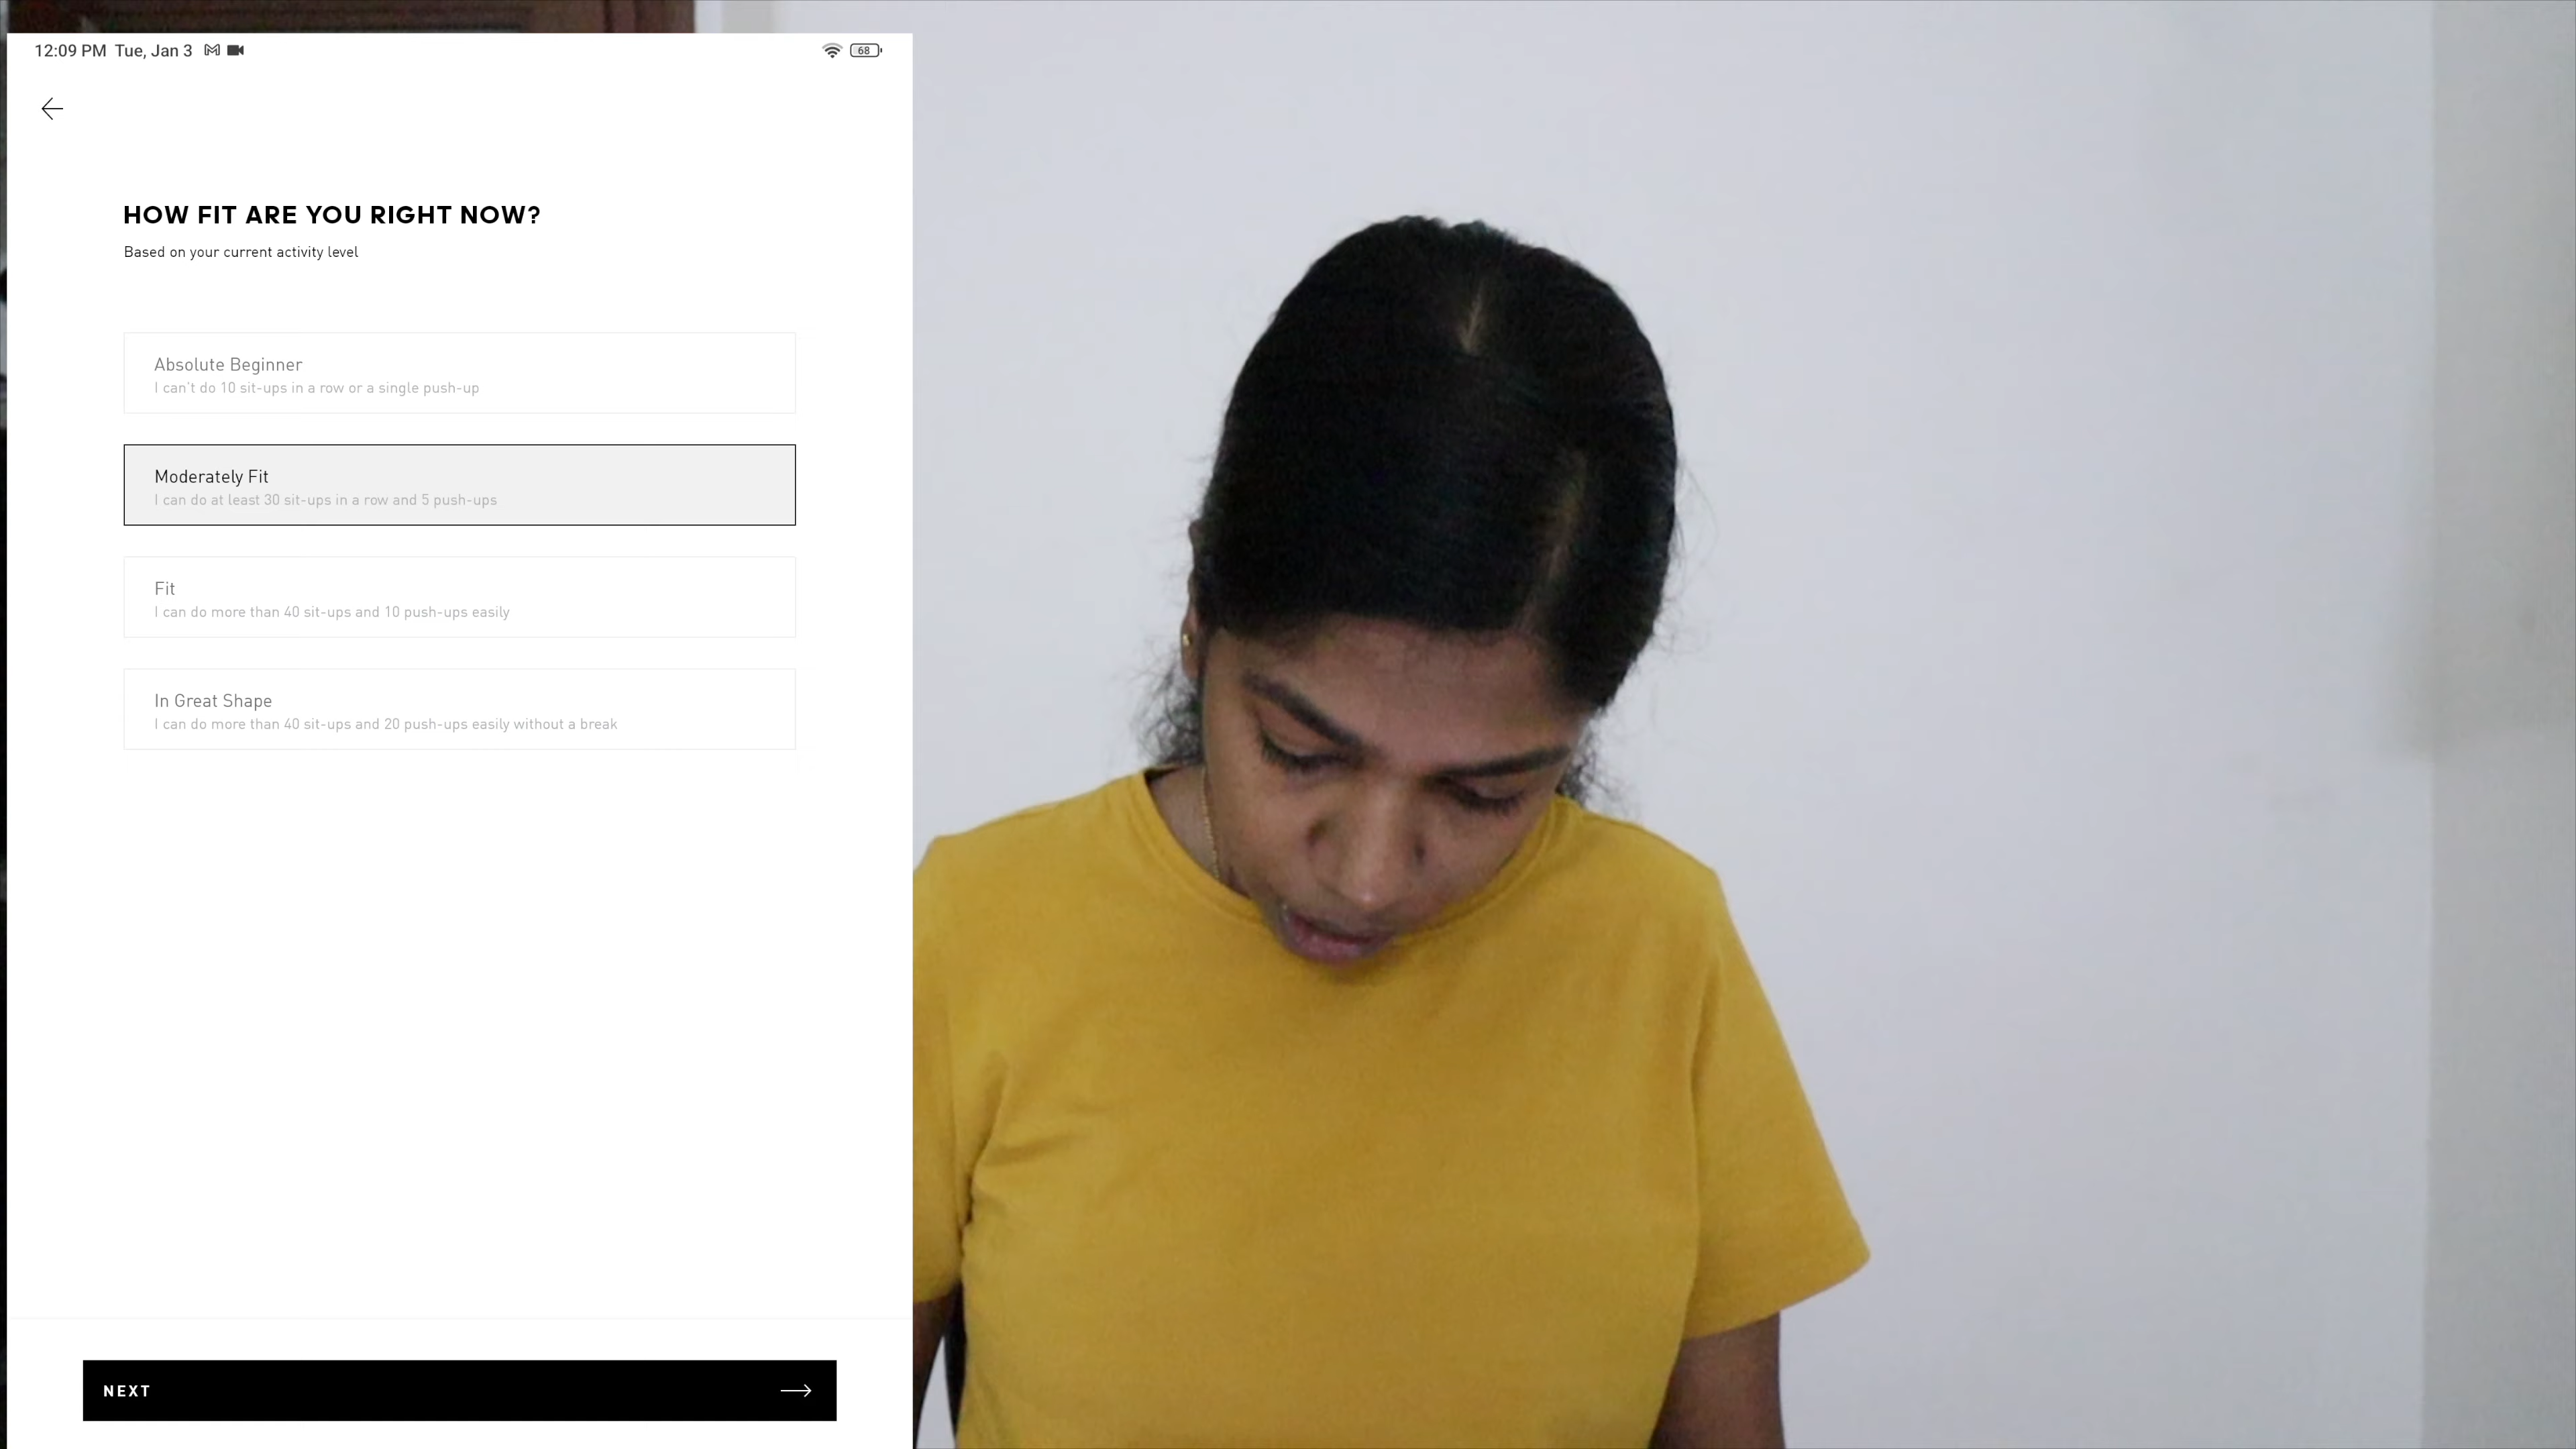 12:09 PM Tue, Jan 3
68
HOW FIT ARE YOU RIGHT NOW?
Based on your current activity level
Absolute Beginner
I can't do 10 sit-ups in a row or a single push-up
Moderately Fit
I can do at least 30 sit-ups in a row and 5 push-ups
Fit
I can do more than 40 sit-ups and 10 push-ups easily
In Great Shape
I can do more than 40 sit-ups and 20 push-ups easily without a break
NEXT